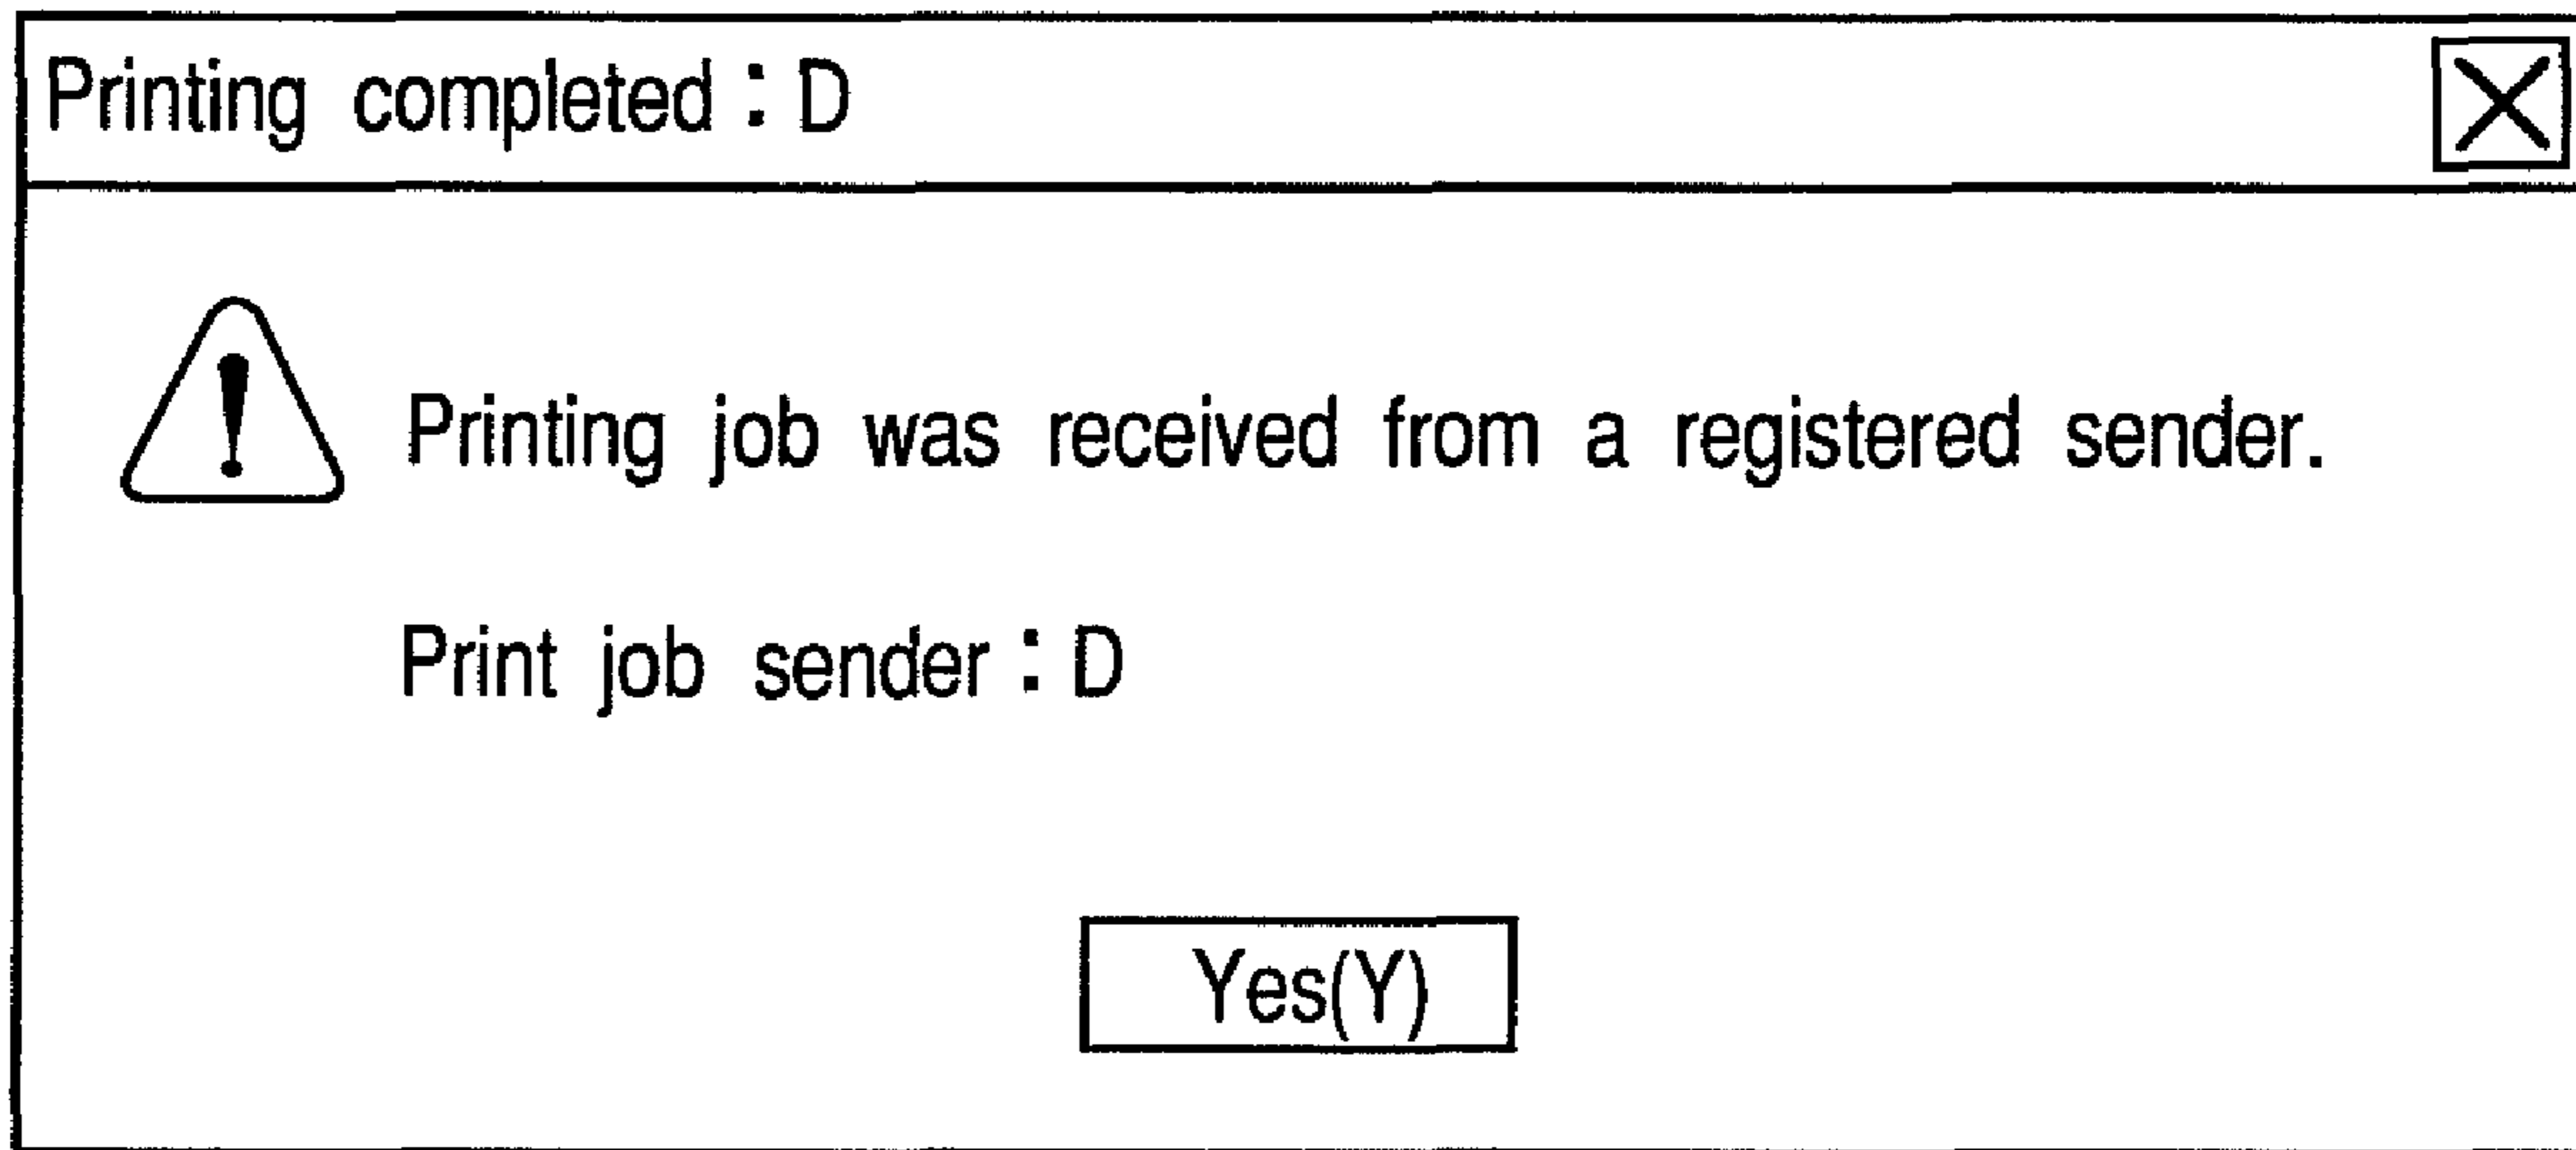 Printing completed : D
Printing job was received from a registered sender.
Print job sender : D
Yes(Y)